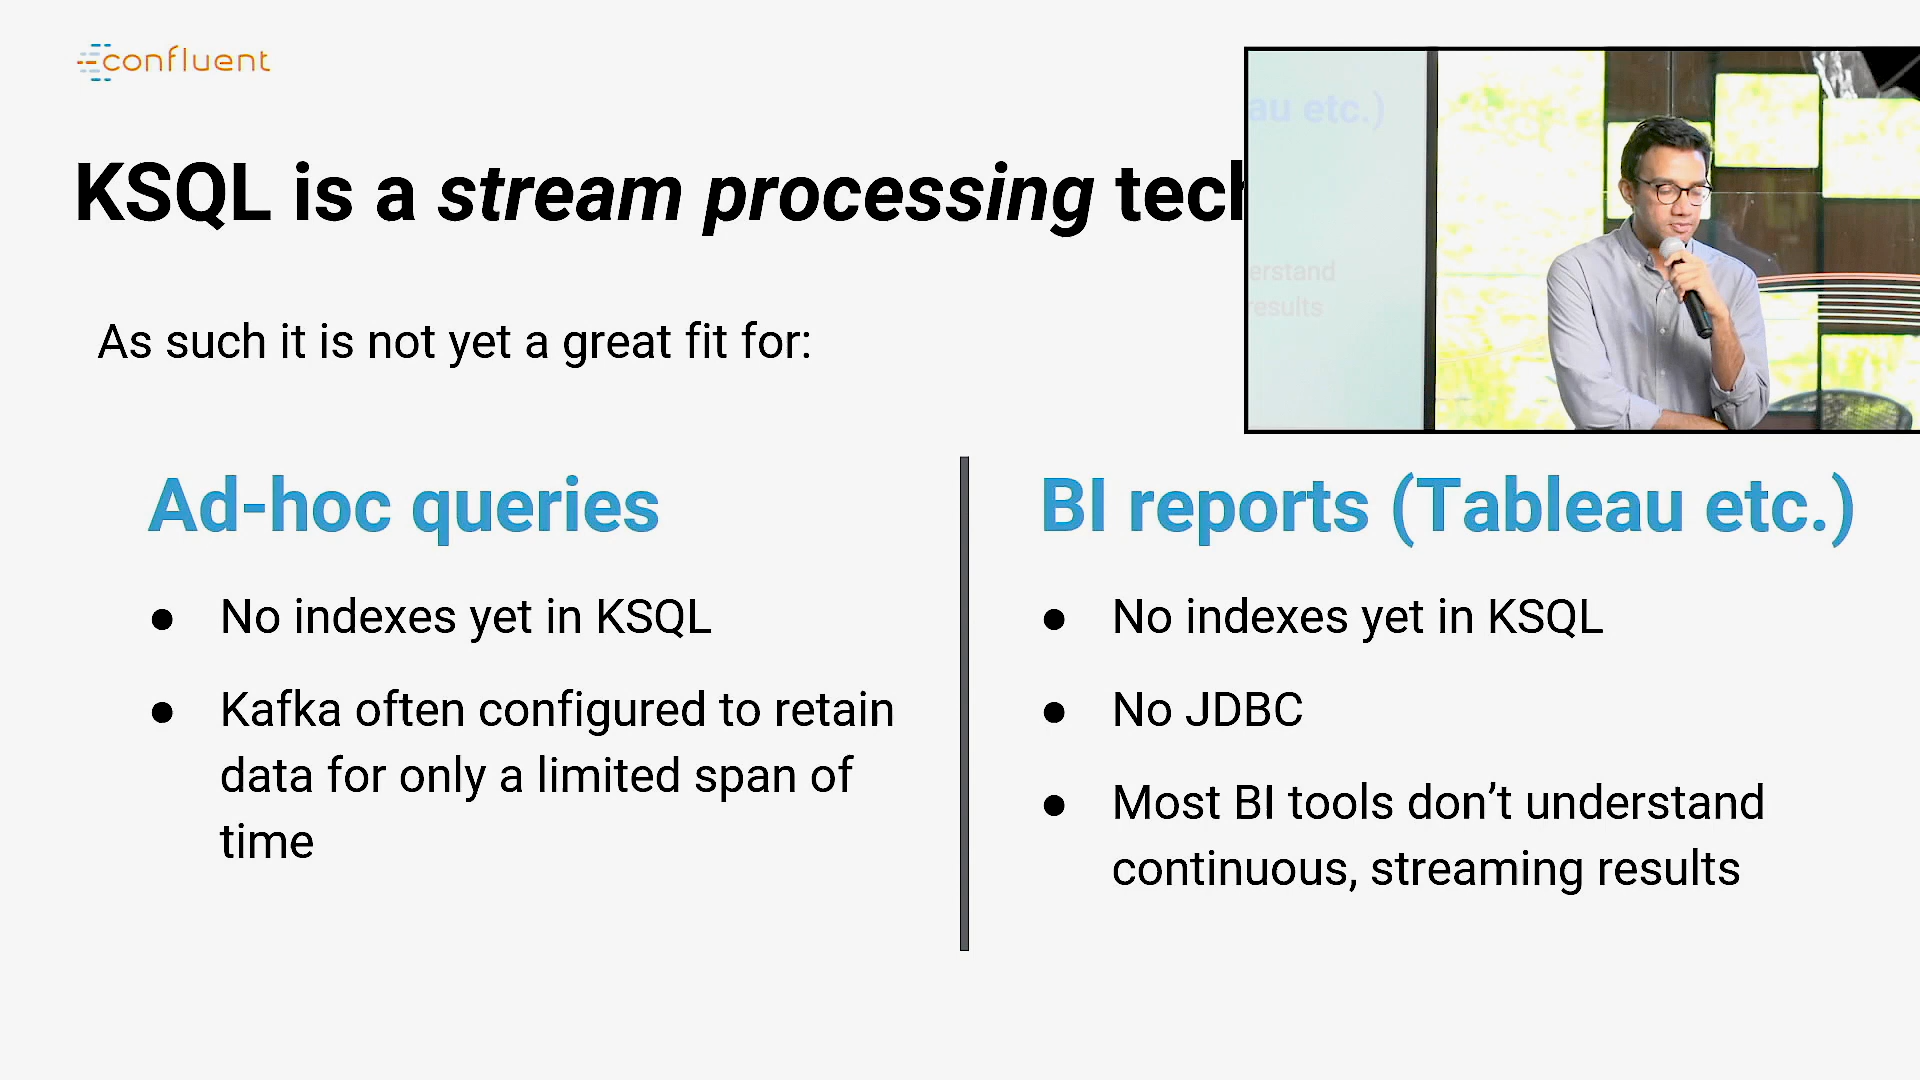 confluent
KSQL is a stream processing tech
As such it is not yet a great fit for:
Ad-hoc queries
● No indexes yet in KSQL
● Kafka often configured to retain
data for only a limited span of
time
BI reports (Tableau etc.)
● No indexes yet in KSQL
● No JDBC
● Most BI tools don’t understand
continuous, streaming results
au etc.)
erstand
results